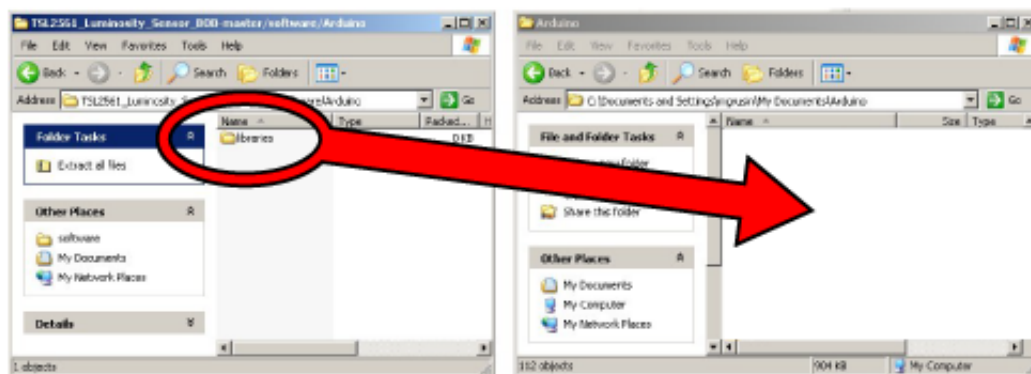 TSL2561_Luminosity_Sensor_BOB-master/software/Arduino
File Edit View Favorites Tools Help
Back Search Folders
Address TSL2561_Luminosity_S Arduino Go
Folder Tasks
Extract all files
Other Places
software
My Documents
My Network Places
Details
Name Type Packed...
libraries 0 KB
1 objects
Arduino
File Edit View Favorites Tools Help
Back Search Folders
Address Go
File and Folder Tasks
Share this folder
Other Places
My Documents
My Computer
My Network Places
Name Size Type
112 objects 904 KB My Computer